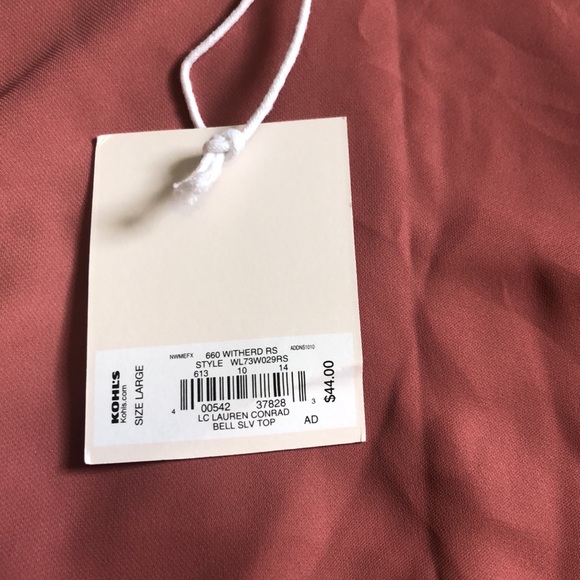 NWMEFX 660 WITHERD RS ADDNS1010
STYLE WL73W029RS
613 10 14
4 00542 37828 3
LC LAUREN CONRAD
BELL SLV TOP AD
KOHL'S
Kohls.com
SIZE LARGE
$44.00